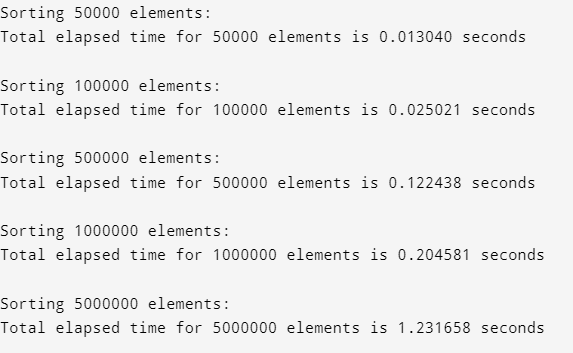 Sorting 50000 elements:
Total elapsed time for 50000 elements is 0.013040 seconds
Sorting 100000 elements:
Total elapsed time for 100000 elements is 0.025021 seconds
Sorting 500000 elements:
Total elapsed time for 500000 elements is 0.122438 seconds
Sorting 1000000 elements:
Total elapsed time for 1000000 elements is 0.204581 seconds
Sorting 5000000 elements:
Total elapsed time for 5000000 elements is 1.231658 seconds